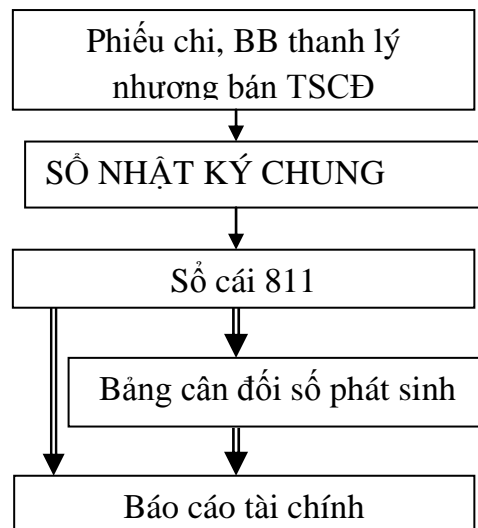 Phiếu chi, BB thanh lý
nhương bán TSCĐ
SỔ NHẬT KÝ CHUNG
Sổ cái 811
Bảng cân đối số phát sinh
Báo cáo tài chính